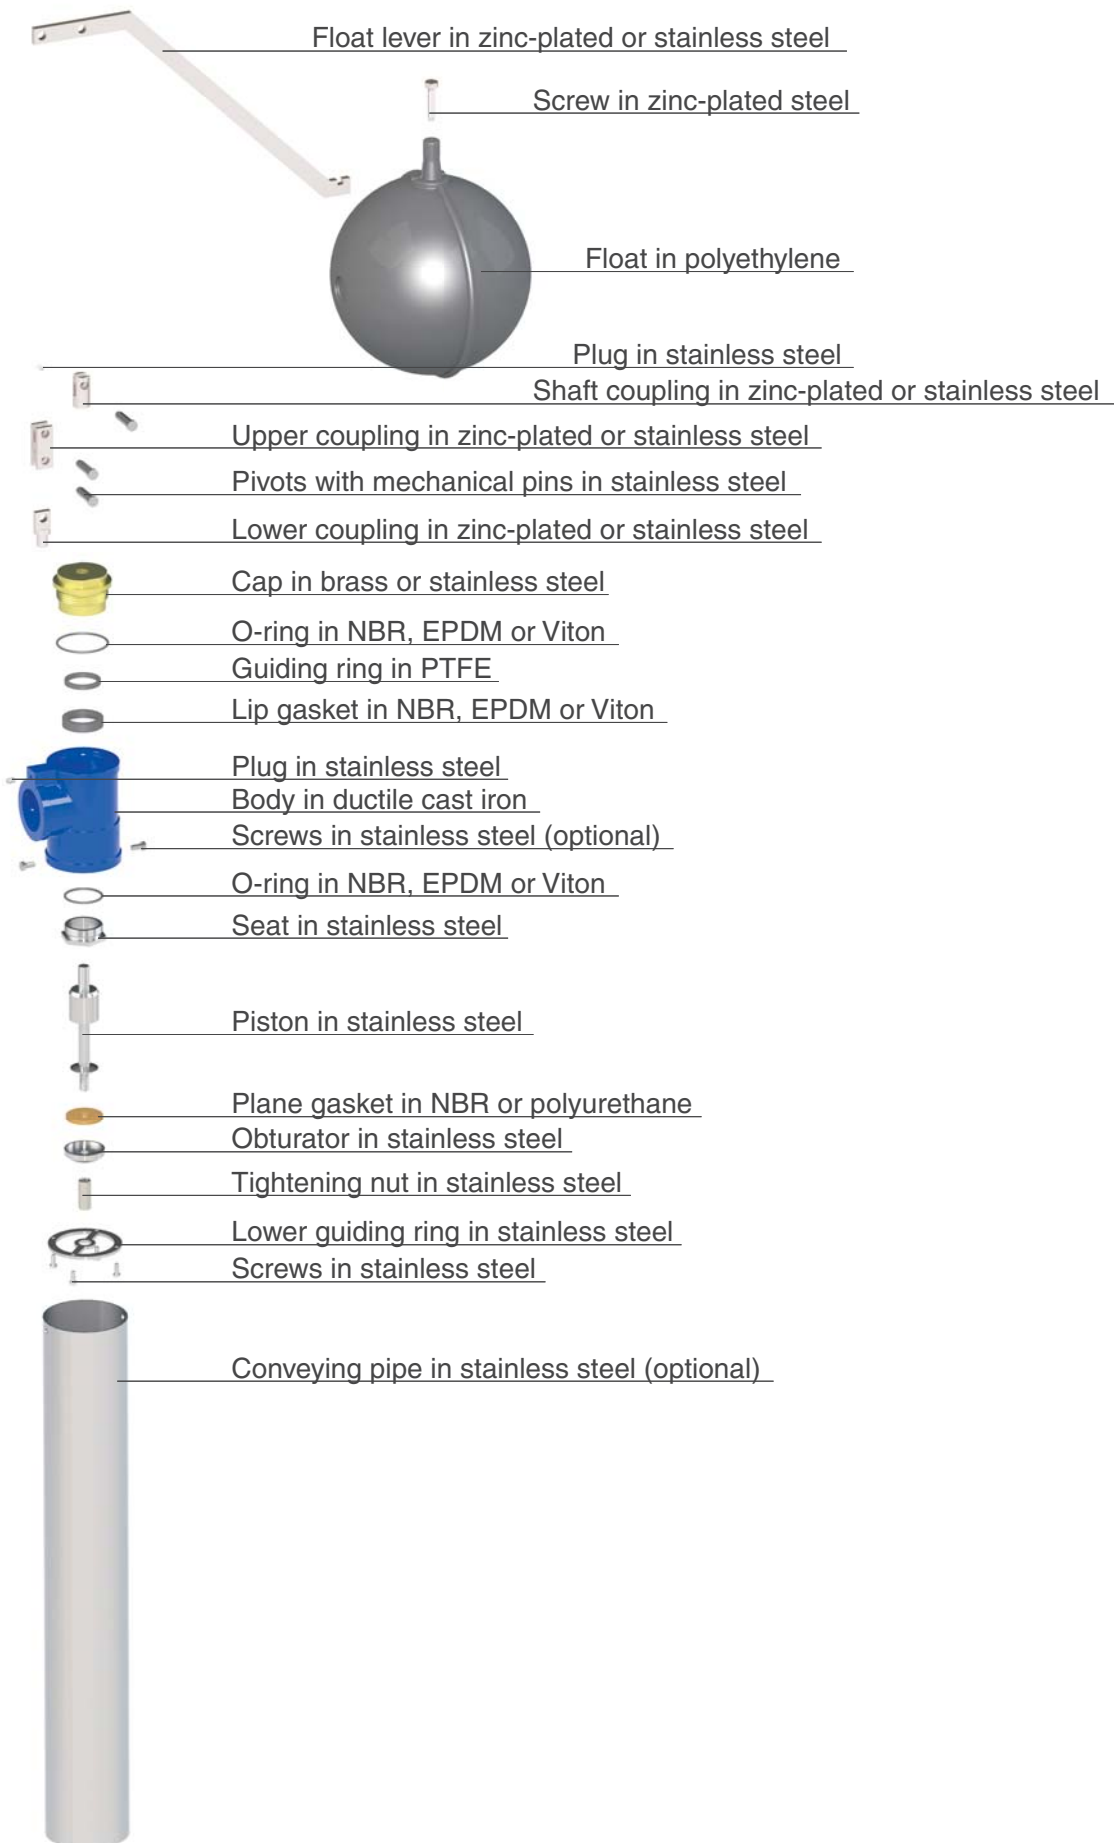 Float lever in zinc-plated or stainless steel
Screw in zinc-plated steel
Float in polyethylene
Plug in stainless steel
Shaft coupling in zinc-plated or stainless steel
Upper coupling in zinc-plated or stainless steel
Pivots with mechanical pins in stainless steel
Lower coupling in zinc-plated or stainless steel
Cap in brass or stainless steel
O-ring in NBR, EPDM or Viton
Guiding ring in PTFE
Lip gasket in NBR, EPDM or Viton
Plug in stainless steel
Body in ductile cast iron
Screws in stainless steel (optional)
O-ring in NBR, EPDM or Viton
Seat in stainless steel
Piston in stainless steel
Plane gasket in NBR or polyurethane
Obturator in stainless steel
Tightening nut in stainless steel
Lower guiding ring in stainless steel
Screws in stainless steel
Conveying pipe in stainless steel (optional)